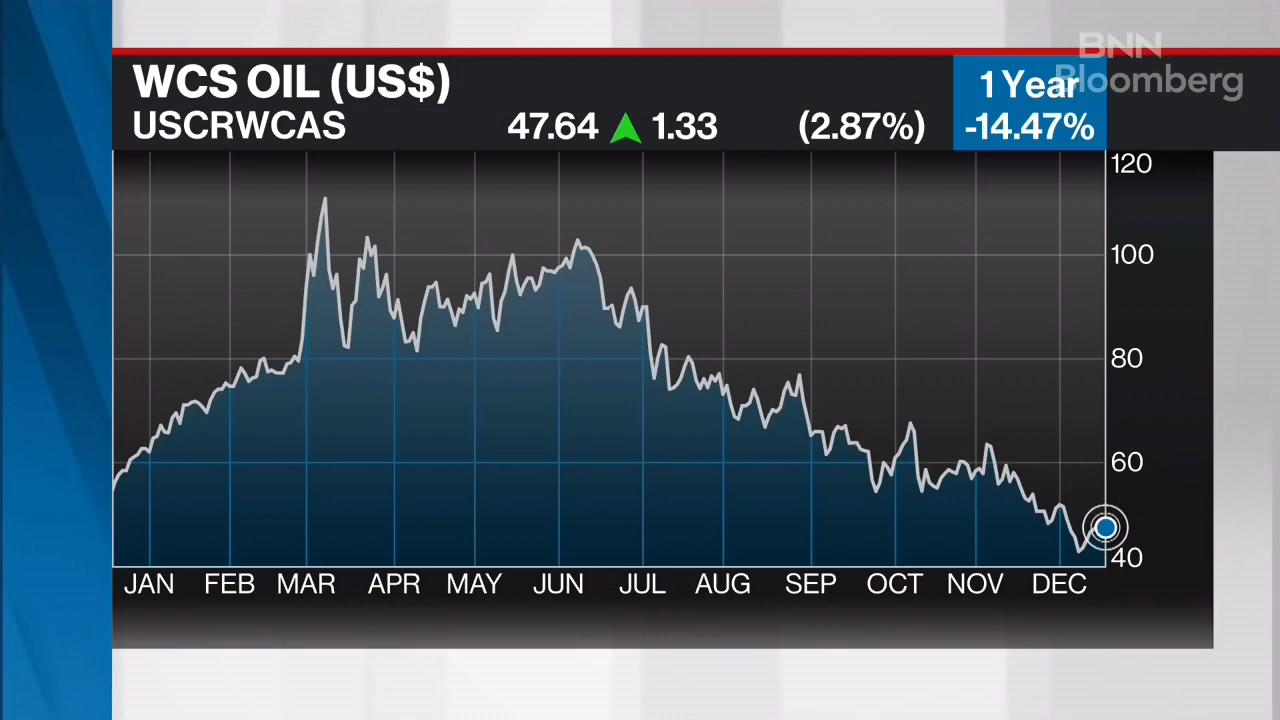 BNN
Bloomberg
WCS OIL (US$)
USCRWCAS
47.64 ▲ 1.33 (2.87%)
1 Year
-14.47%
120
100
80
60
40
JAN FEB MAR APR MAY JUN JUL AUG SEP OCT NOV DEC